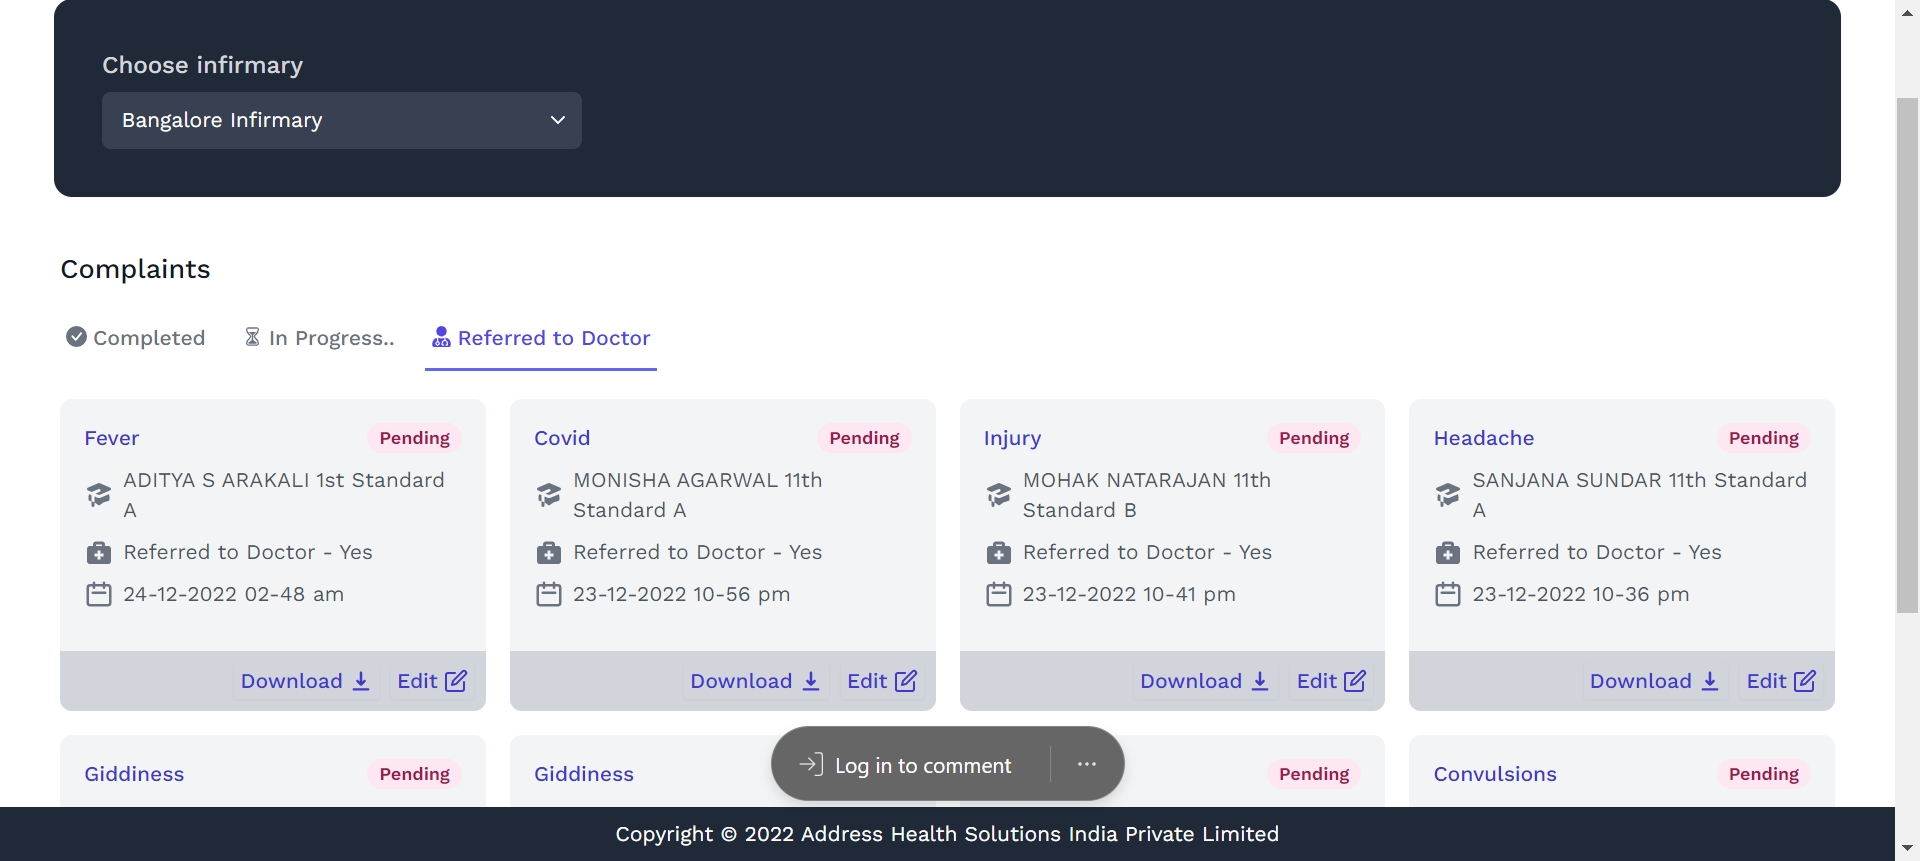 Choose infirmary
Bangalore Infirmary
Complaints
Completed
In Progress..
Referred to Doctor
Fever
Pending
ADITYA S ARAKALI 1st Standard
A
Referred to Doctor - Yes
24-12-2022 02-48 am
Download
Edit
Covid
Pending
MONISHA AGARWAL 11th
Standard A
Referred to Doctor - Yes
23-12-2022 10-56 pm
Download
Edit
Injury
Pending
MOHAK NATARAJAN 11th
Standard B
Referred to Doctor - Yes
23-12-2022 10-41 pm
Download
Edit
Headache
Pending
SANJANA SUNDAR 11th Standard
A
Referred to Doctor - Yes
23-12-2022 10-36 pm
Download
Edit
Giddiness
Pending
Giddiness
Pending
Convulsions
Pending
Log in to comment
Copyright © 2022 Address Health Solutions India Private Limited